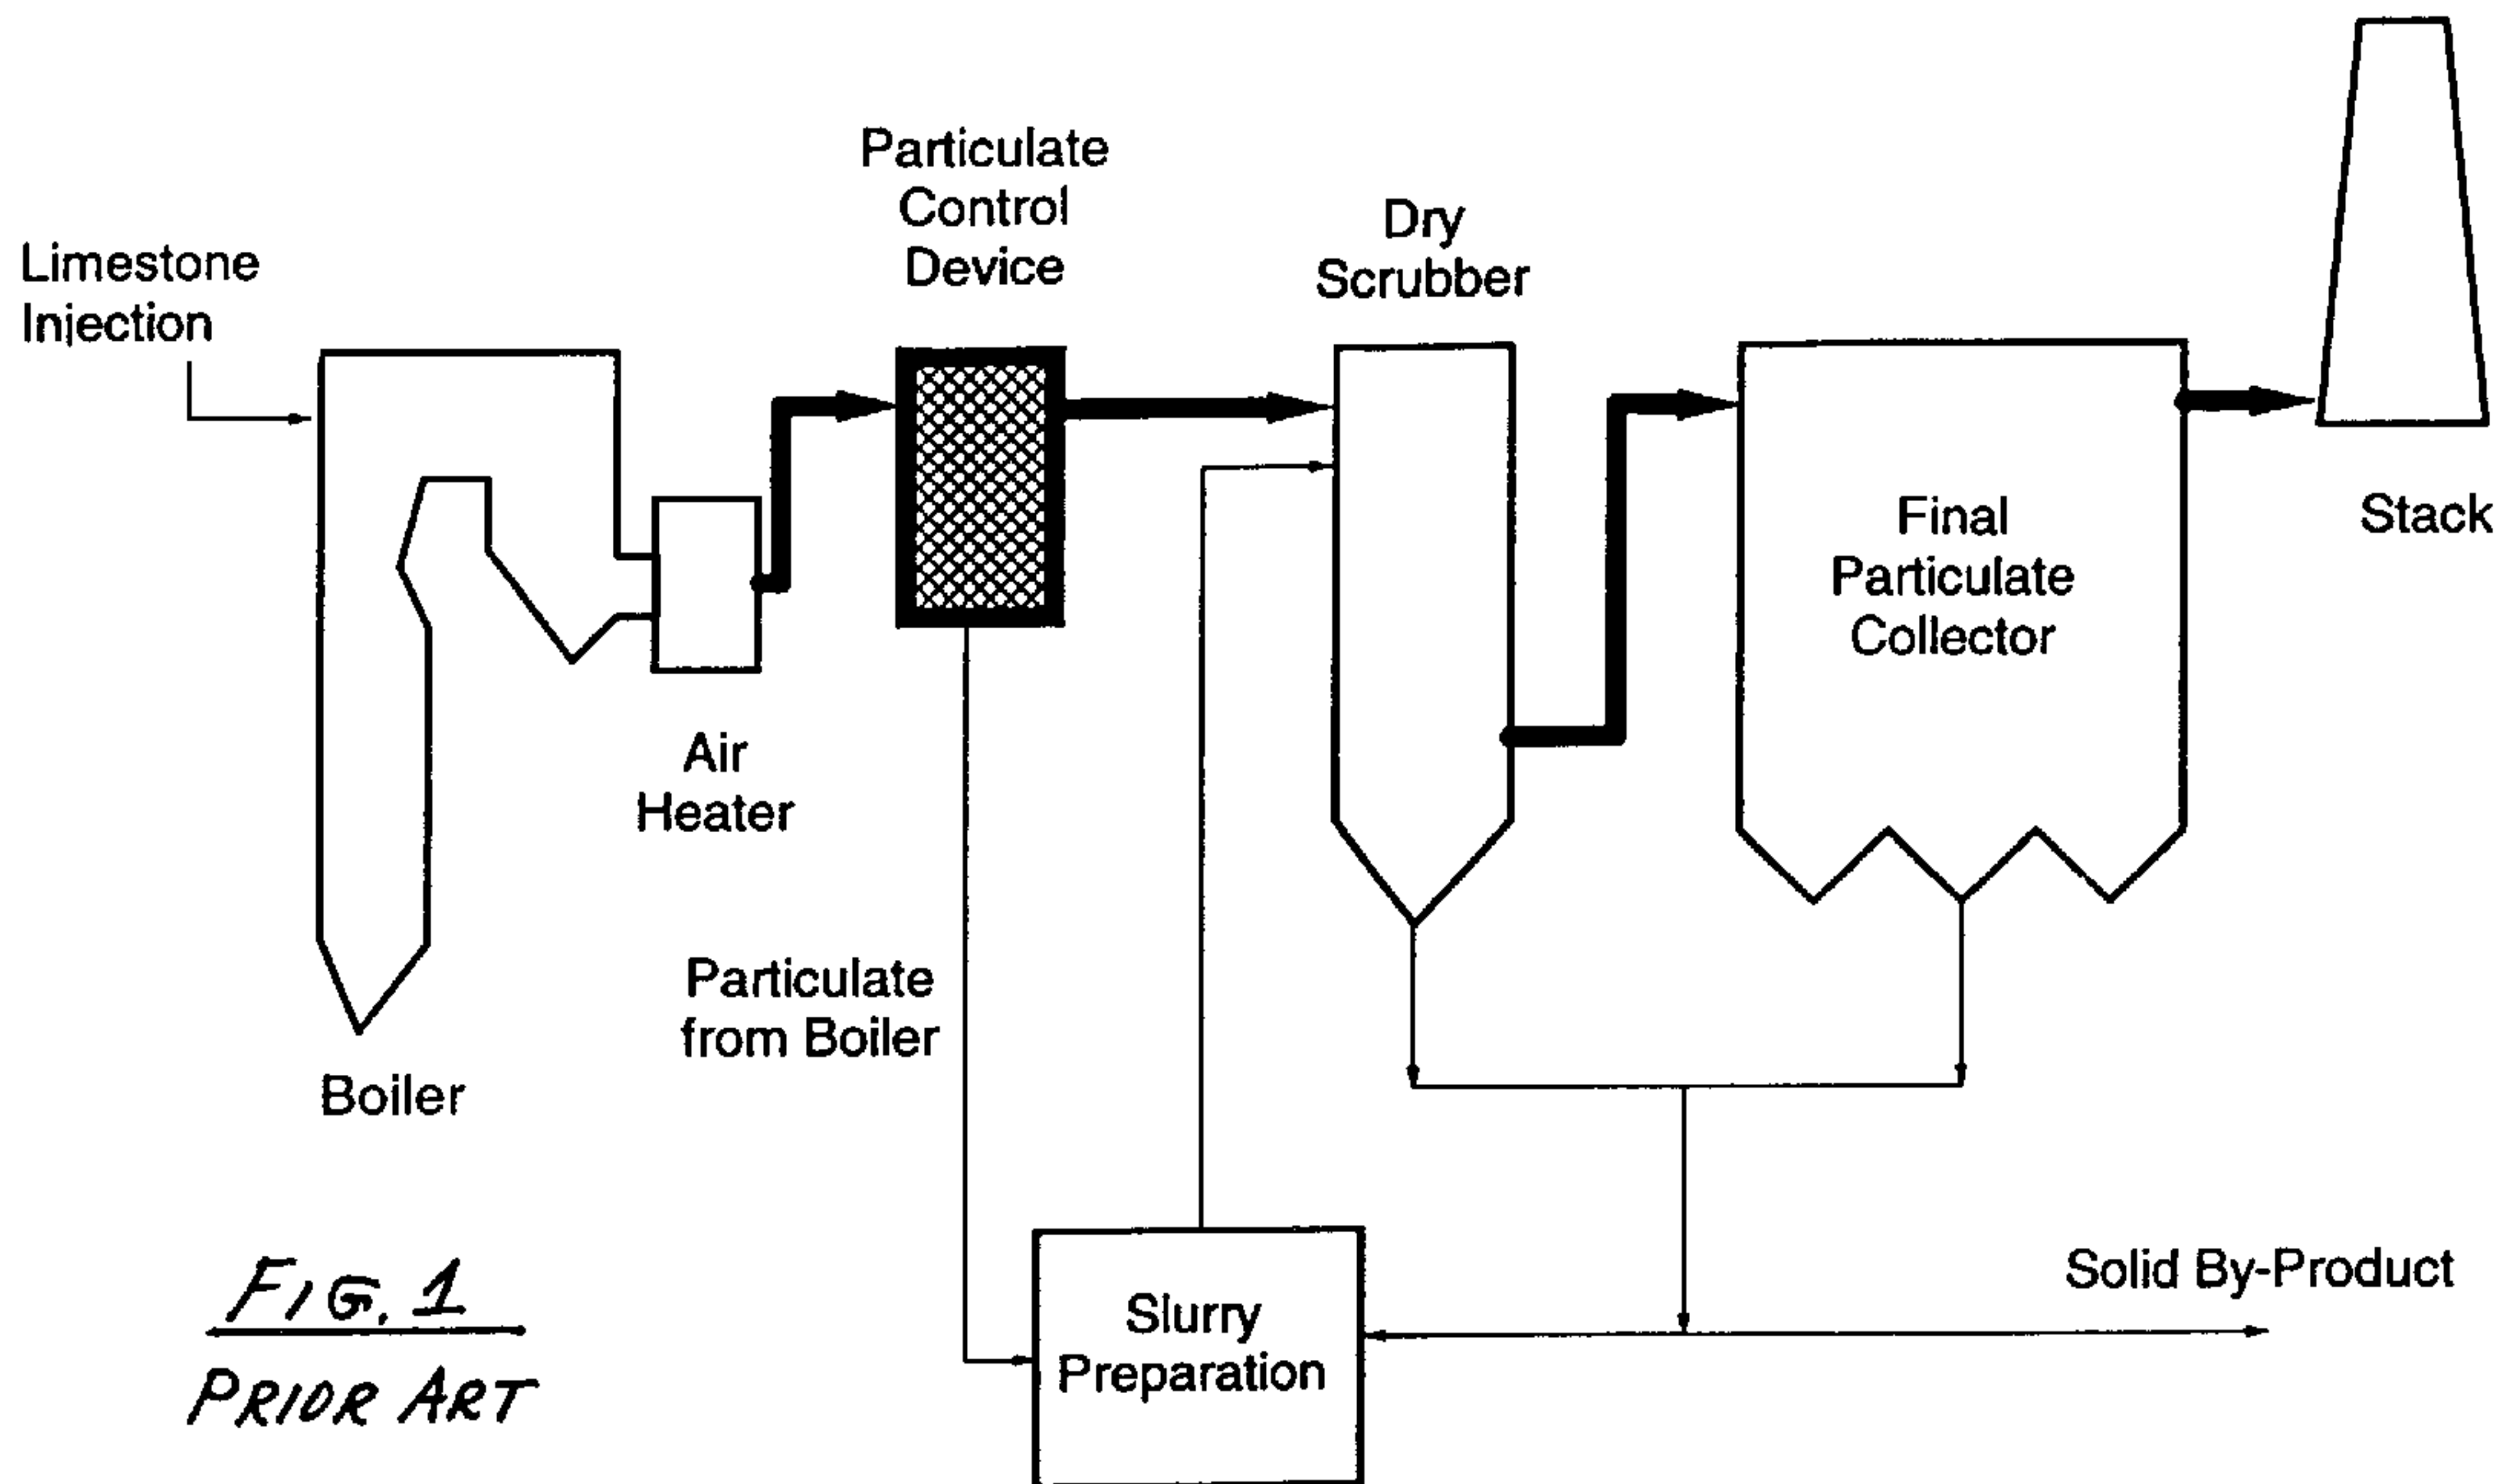 Particulate
Control
Device
Dry
Scrubber
Limestone
Injection
Final
Particulate
Collector
Stack
Air
Heater
Particulate
from Boiler
Boiler
Slurry
Preparation
Solid By-Product
FIG. 1
PRIOR ART